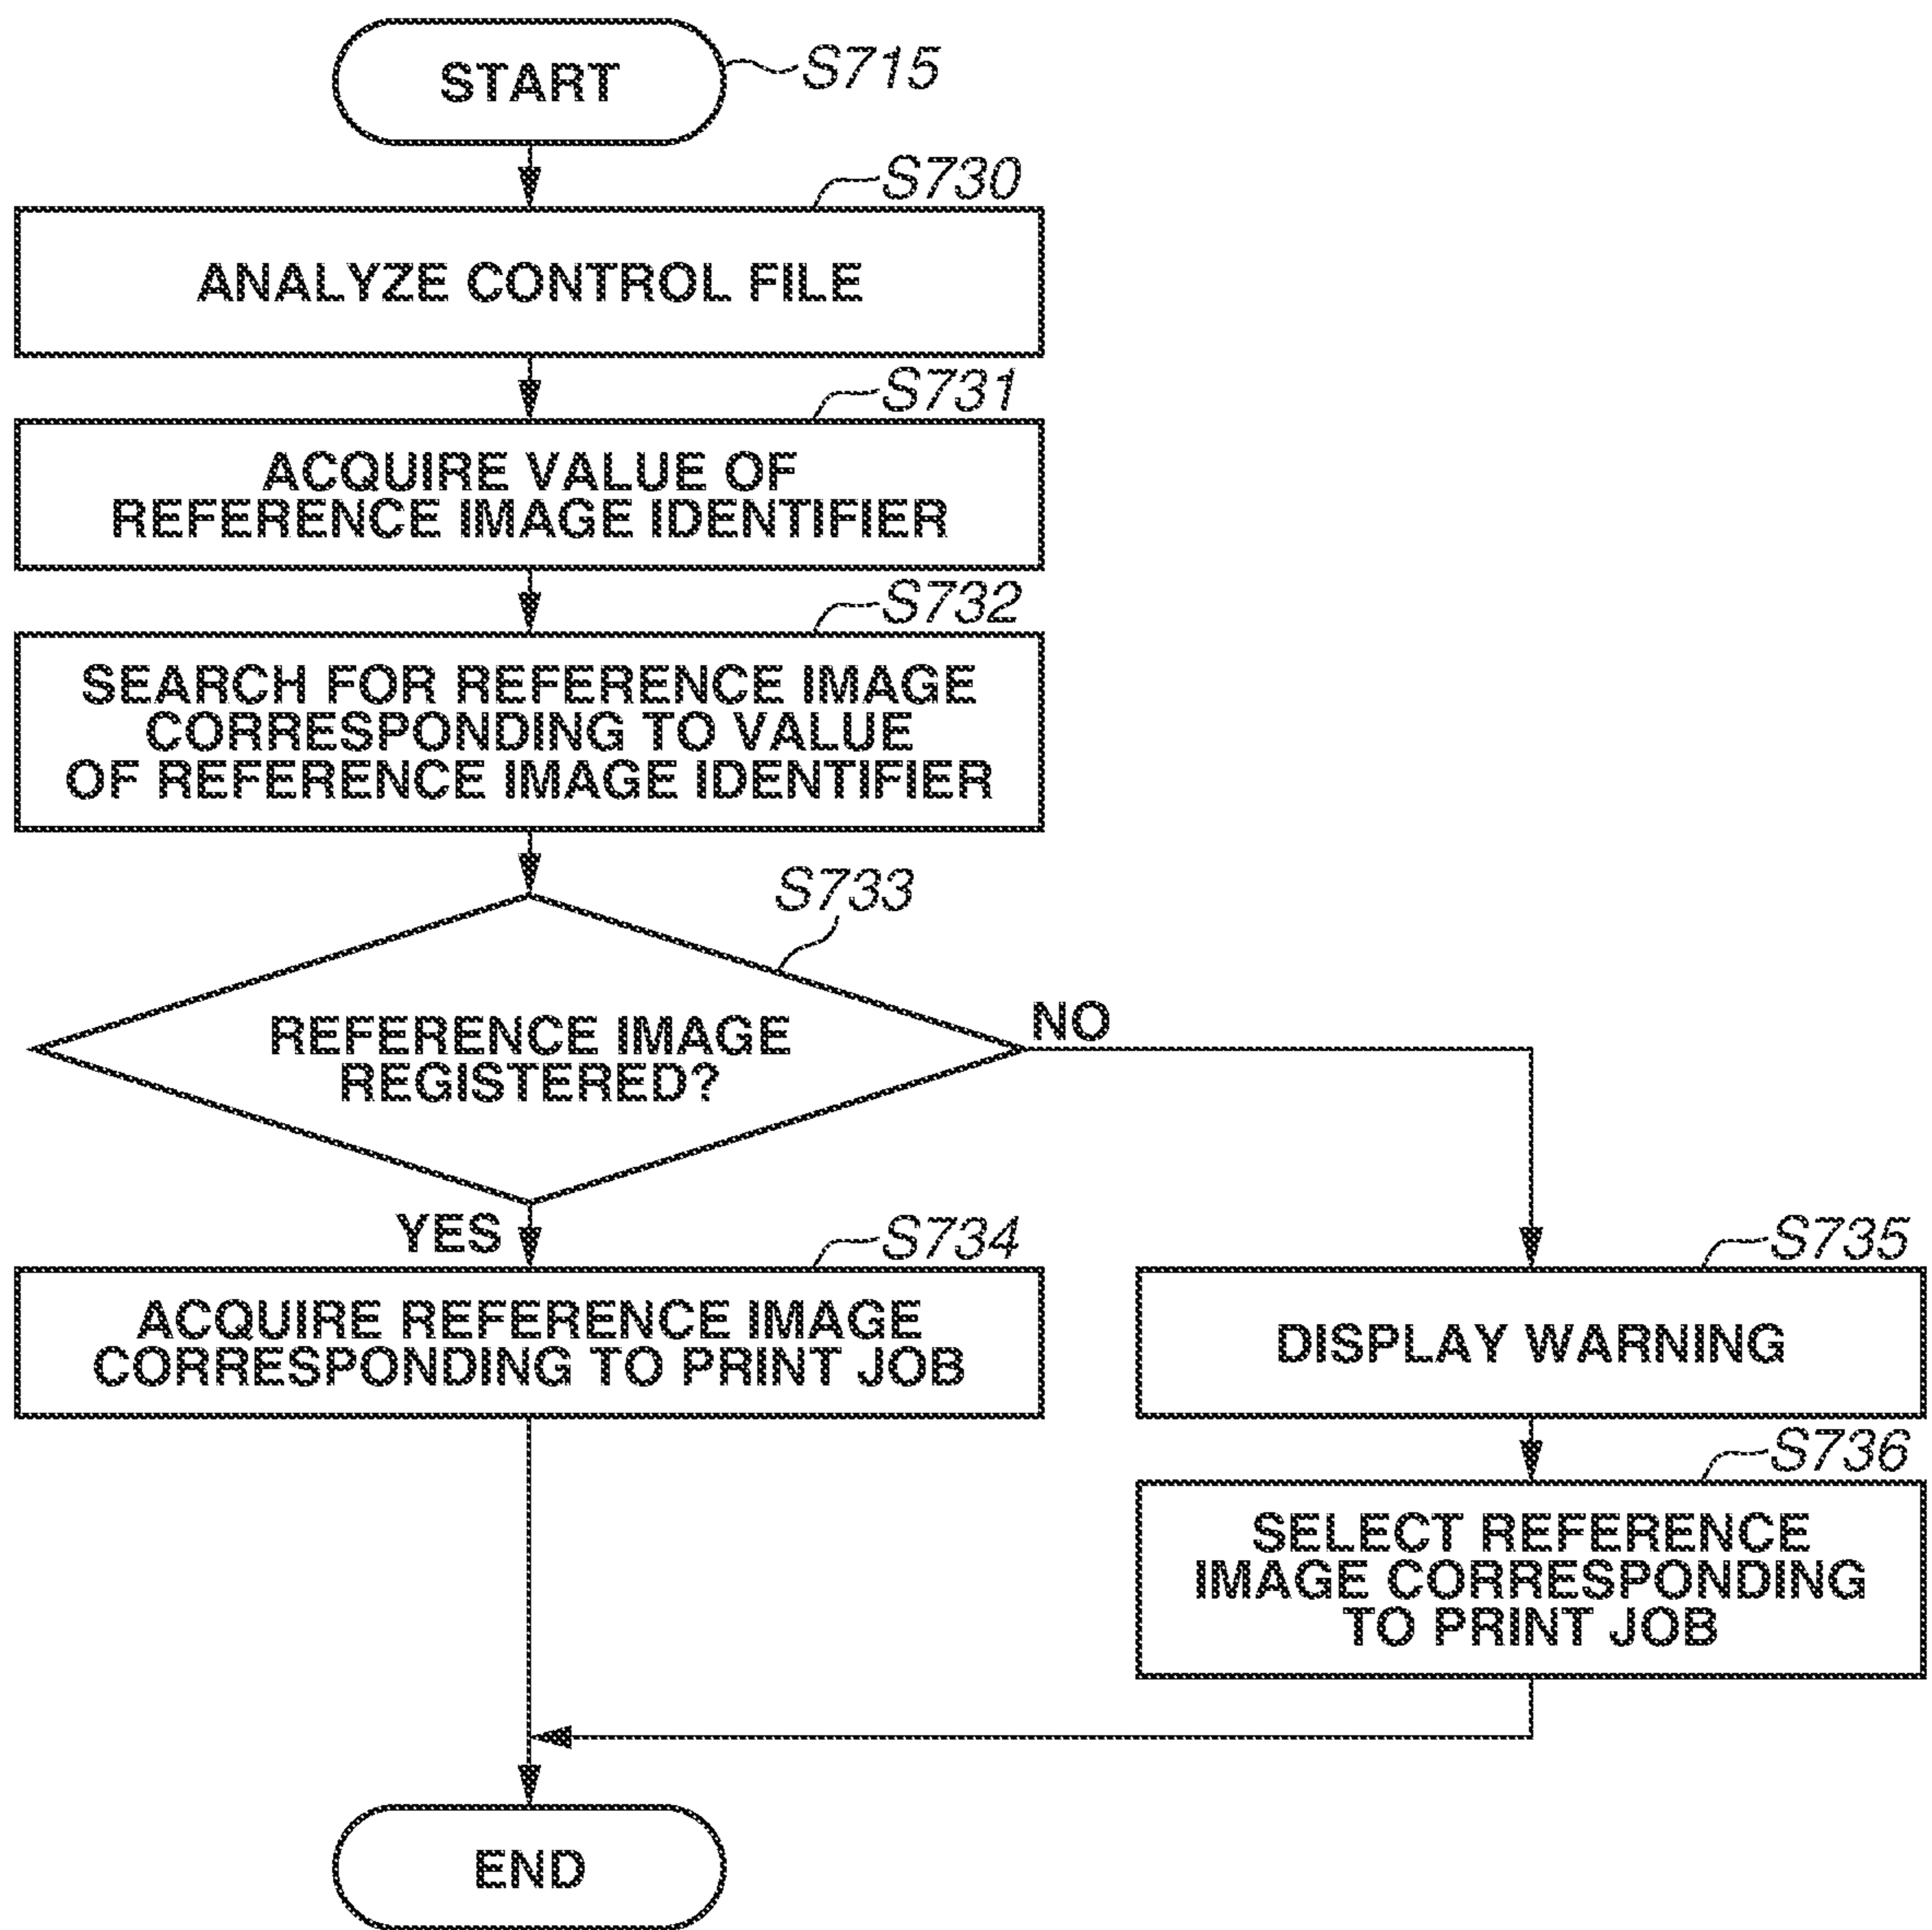 START
S715
S730
ANALYZE CONTROL FILE
S731
ACQUIRE VALUE OF
REFERENCE IMAGE IDENTIFIER
S732
SEARCH FOR REFERENCE IMAGE
CORRESPONDING TO VALUE
OF REFERENCE IMAGE IDENTIFIER
S733
REFERENCE IMAGE
REGISTERED?
NO
YES
S734
ACQUIRE REFERENCE IMAGE
CORRESPONDING TO PRINT JOB
S735
DISPLAY WARNING
S736
SELECT REFERENCE
IMAGE CORRESPONDING
TO PRINT JOB
END